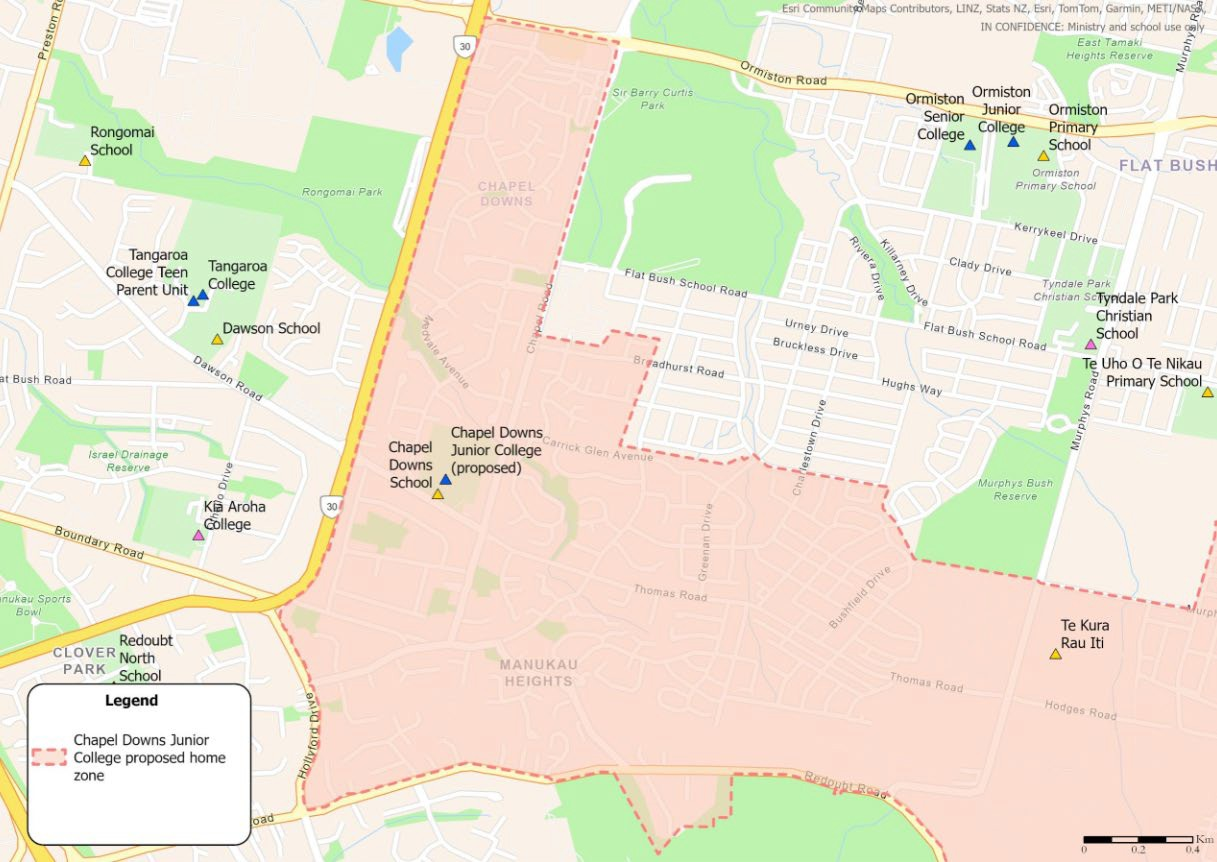 Esri Community Maps Contributors, LINZ, Stats NZ, Esri, TomTom, Garmin, METI/NASA,
IN CONFIDENCE: Ministry and school use only
Preston Ro
30
Ormiston Road
Murphys Rea
East Tamaki
Heights Reserve
Sir Barry Curtis
Park
Ormiston
Senior
College
Ormiston
Junior
College
Ormiston
Primary
School
Rongomai
School
Rongomai Park
CHAPEL
DOWNS
FLAT BUSH
Ormiston
Primary School
Kerrykeel Drive
Tangaroa
College Teen
Parent Unit
Tangaroa
College
Dawson School
Riviera Drive
Killarney Drive
Clady Drive
Flat Bush School Road
Tyndale Park
Christian Sch
Tyndale Park
Christian
School
Chapel Road
Medvale Avenue
Urney Drive
Bruckless Drive
Flat Bush School Road
Broadhurst Road
Hughs Way
Te Uho O Te Nikau
Primary School
Murphys Road
at Bush Road
Dawson Road
Charlestown Drive
Chapel
Downs
School
Chapel Downs
Junior College
(proposed)
Carrick Glen Avenue
Israel Drainage
Reserve
Murphys Bush
Reserve
Kia Aroha
College
Drive
30
Boundary Road
Greenan Drive
Thomas Road
Bushfield Drive
anukau Sports
Bowl
CLOVER
PARK
Redoubt
North
School
MANUKAU
HEIGHTS
Te Kura
Rau Iti
Murph
Thomas Road
Hodges Road
Hollyford Drive
Redoubt Road
oad
Legend
Chapel Downs Junior
College proposed home
zone
Km
0 0.2 0.4